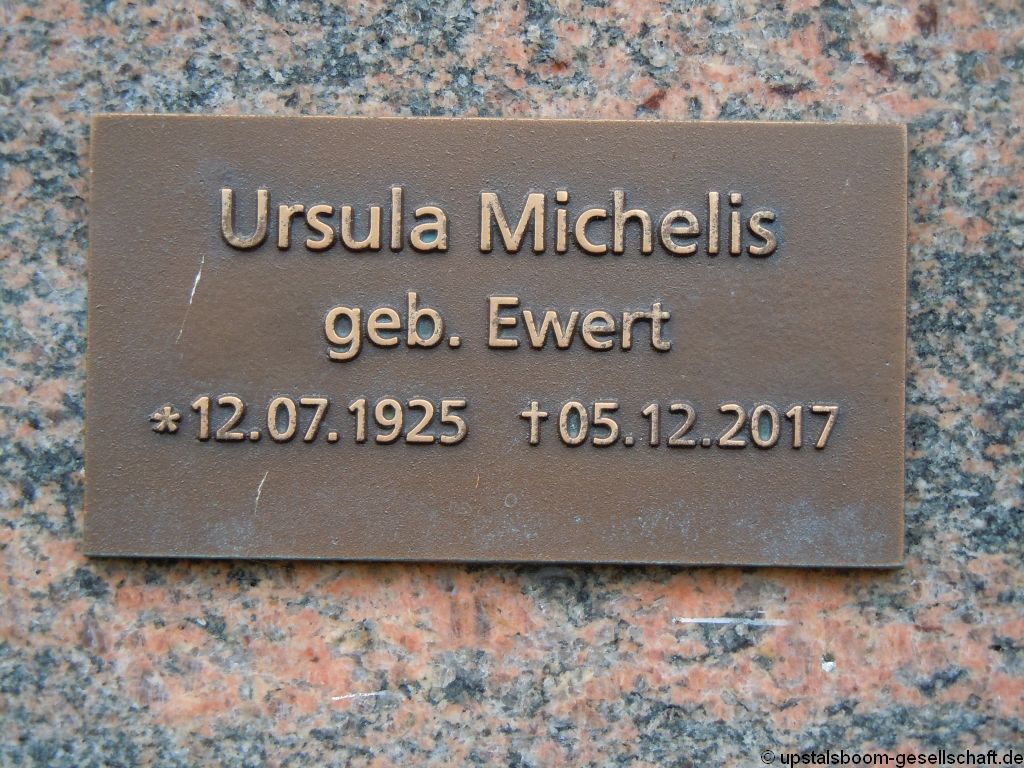 Ursula Michelis
geb. Ewert
*12.07.1925 †05.12.2017
© upstalsboom-gesellschaft.de